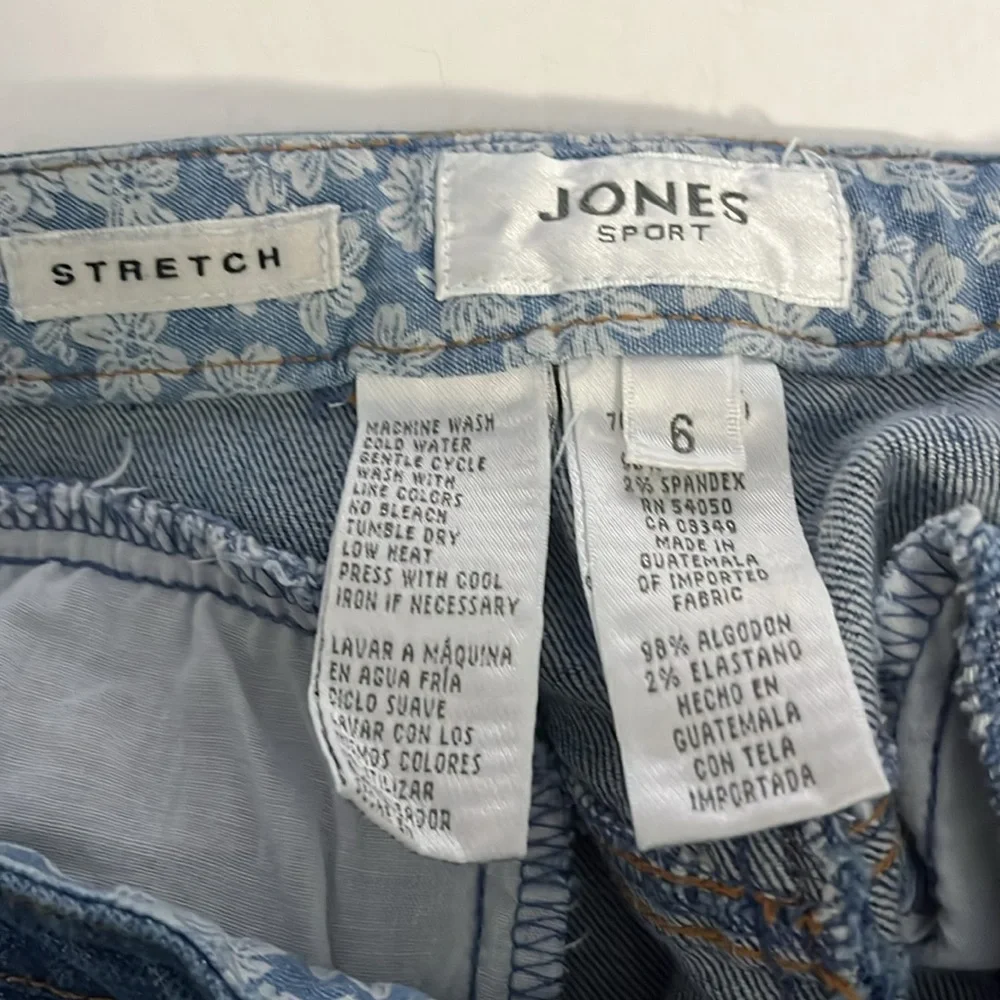 STRETCH
JONES
SPORT
MACHINE WASH
COLD WATER
GENTLE CYCLE
WASH WITH
LIKE COLORS
NO BLEACH
TUMBLE DRY
LOW HEAT
PRESS WITH COOL
IRON IF NECESSARY
LAVAR A MÁQUINA
EN AGUA FRÍA
CICLO SUAVE
LAVAR CON LOS
COLORES
6
2% SPANDEX
RN 54050
CA 08349
MADE IN
GUATEMALA
OF IMPORTED
FABRIC
98% ALGODON
2% ELASTANO
HECHO EN
GUATEMALA
CON TELA
IMPORTADA